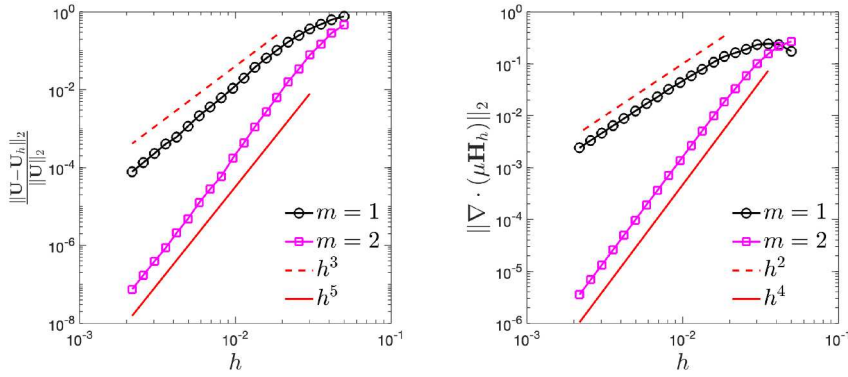 10^0
10^-2
10^-4
10^-6
10^-8
‖U−U_h‖_2 / ‖U‖_2
m = 1
m = 2
h^3
h^5
10^-3
10^-2
10^-1
h
10^0
10^-1
10^-2
10^-3
10^-4
10^-5
10^-6
‖∇ · (μH_h)‖_2
m = 1
m = 2
h^2
h^4
10^-3
10^-2
10^-1
h